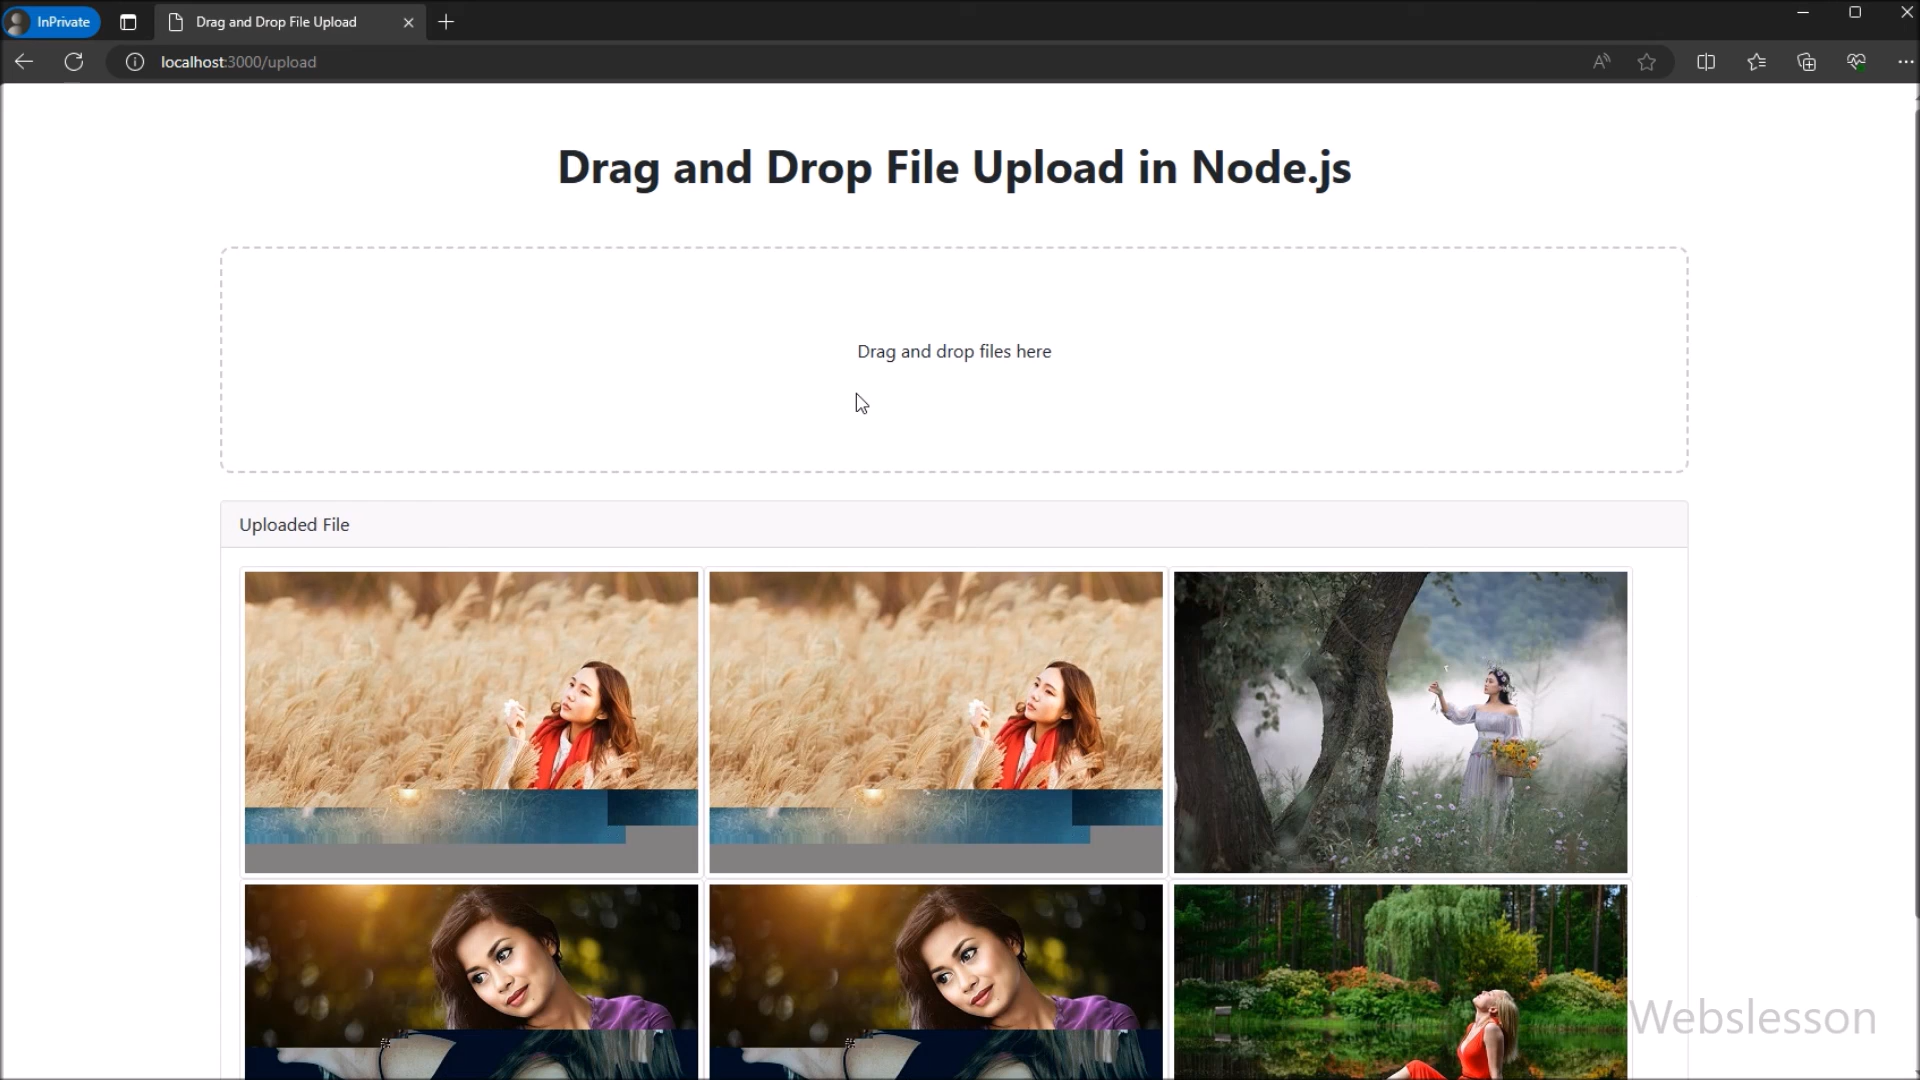 InPrivate
Drag and Drop File Upload
localhost:3000/upload
Drag and Drop File Upload in Node.js
Drag and drop files here
Uploaded File
Webslesson